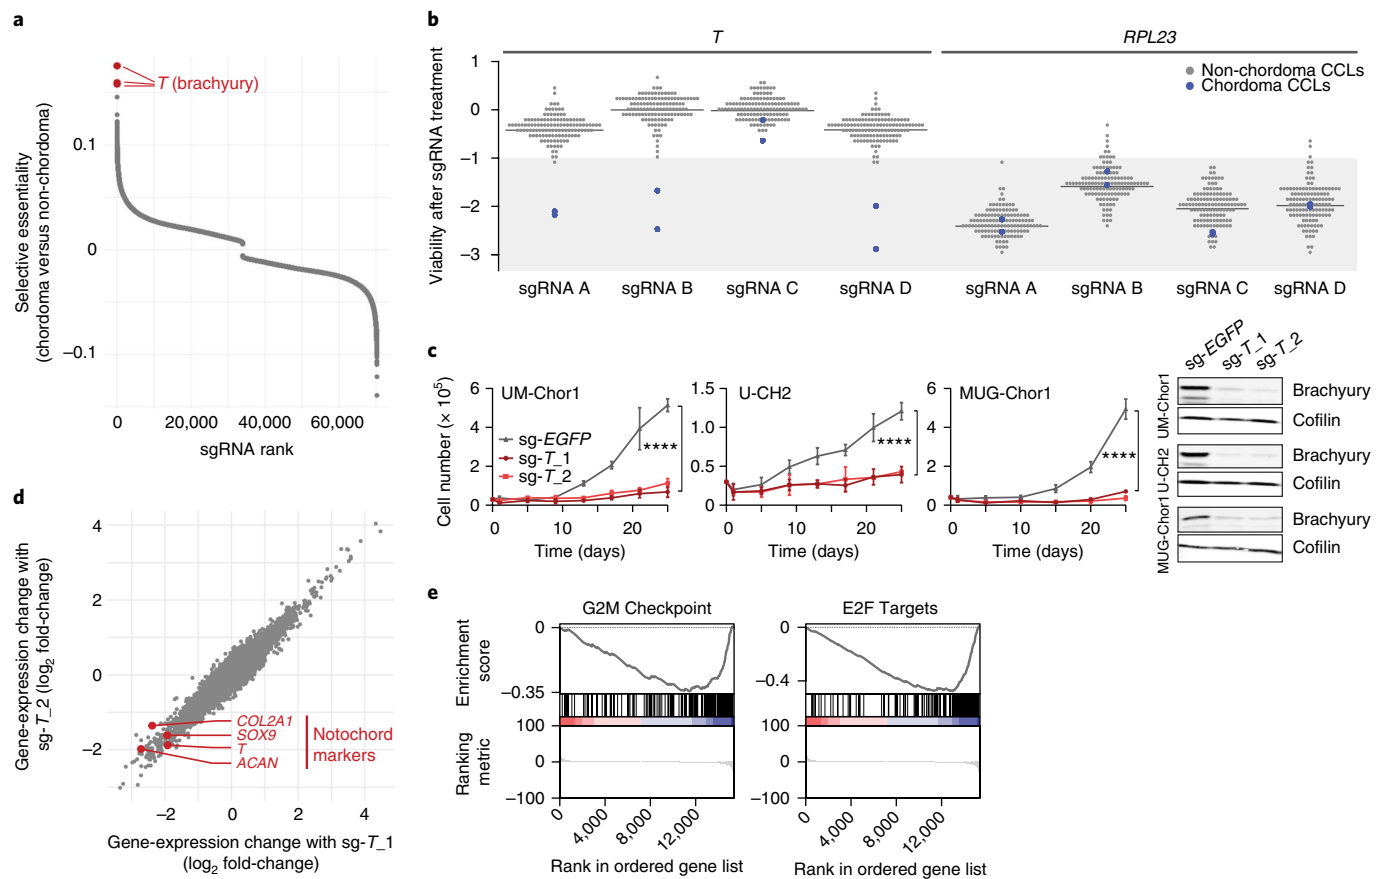 a
T (brachyury)
Selective essentiality
(chordoma versus non-chordoma)
0.1
0
–0.1
0
20,000
40,000
60,000
sgRNA rank
b
T
RPL23
Non-chordoma CCLs
Chordoma CCLs
Viability after sgRNA treatment
1
0
–1
–2
–3
sgRNA A
sgRNA B
sgRNA C
sgRNA D
sgRNA A
sgRNA B
sgRNA C
sgRNA D
c
Cell number (× 10⁵)
UM-Chor1
6
4
2
0
sg-EGFP
sg-T_1
sg-T_2
****
0
10
20
Time (days)
U-CH2
1.5
1.0
0.5
0
****
0
10
20
Time (days)
MUG-Chor1
6
4
2
0
****
0
10
20
Time (days)
sg-EGFP
sg-T_1
sg-T_2
UM-Chor1
Brachyury
Cofilin
U-CH2
Brachyury
Cofilin
MUG-Chor1
Brachyury
Cofilin
d
Gene-expression change with
sg-T_2 (log₂ fold-change)
4
2
0
–2
COL2A1
SOX9
T
ACAN
Notochord
markers
–2
0
2
4
Gene-expression change with sg-T_1
(log₂ fold-change)
e
G2M Checkpoint
Enrichment
score
0
–0.35
Ranking
metric
100
0
–100
0
4,000
8,000
12,000
Rank in ordered gene list
E2F Targets
0
–0.4
100
0
–100
0
4,000
8,000
12,000
Rank in ordered gene list